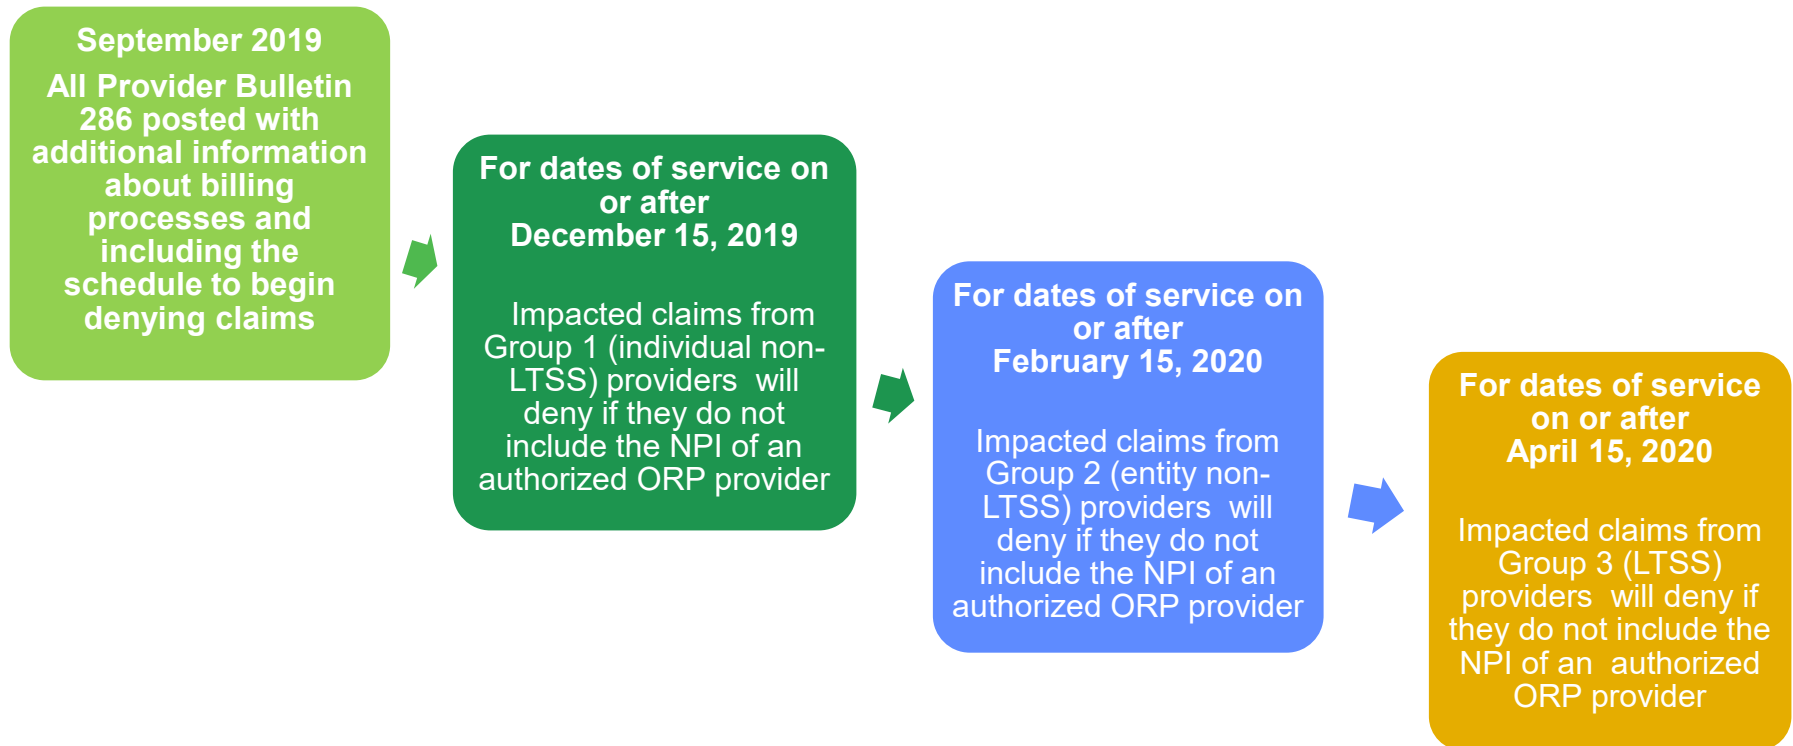 September 2019
All Provider Bulletin
286 posted with
additional information
about billing
processes and
including the
schedule to begin
denying claims
For dates of service on
or after
December 15, 2019
Impacted claims from
Group 1 (individual non-
LTSS) providers will
deny if they do not
include the NPI of an
authorized ORP provider
For dates of service on
or after
February 15, 2020
Impacted claims from
Group 2 (entity non-
LTSS) providers will
deny if they do not
include the NPI of an
authorized ORP provider
For dates of service
on or after
April 15, 2020
Impacted claims from
Group 3 (LTSS)
providers will deny if
they do not include the
NPI of an authorized
ORP provider